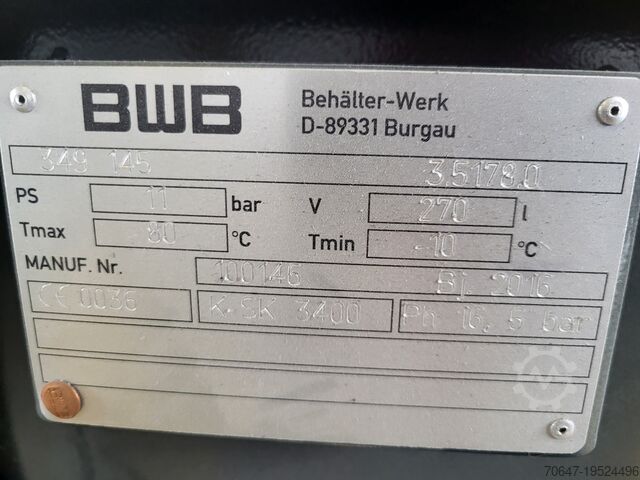 BWB
Behälter-Werk
D-89331 Burgau
349 145 3.5178.0
PS 11 bar V 270 l
Tmax 80 °C Tmin -10 °C
MANUF. Nr. 100146 Bj. 2016
CE 0036 K-SK 3400 Ph 16,5 bar
70647-19524496